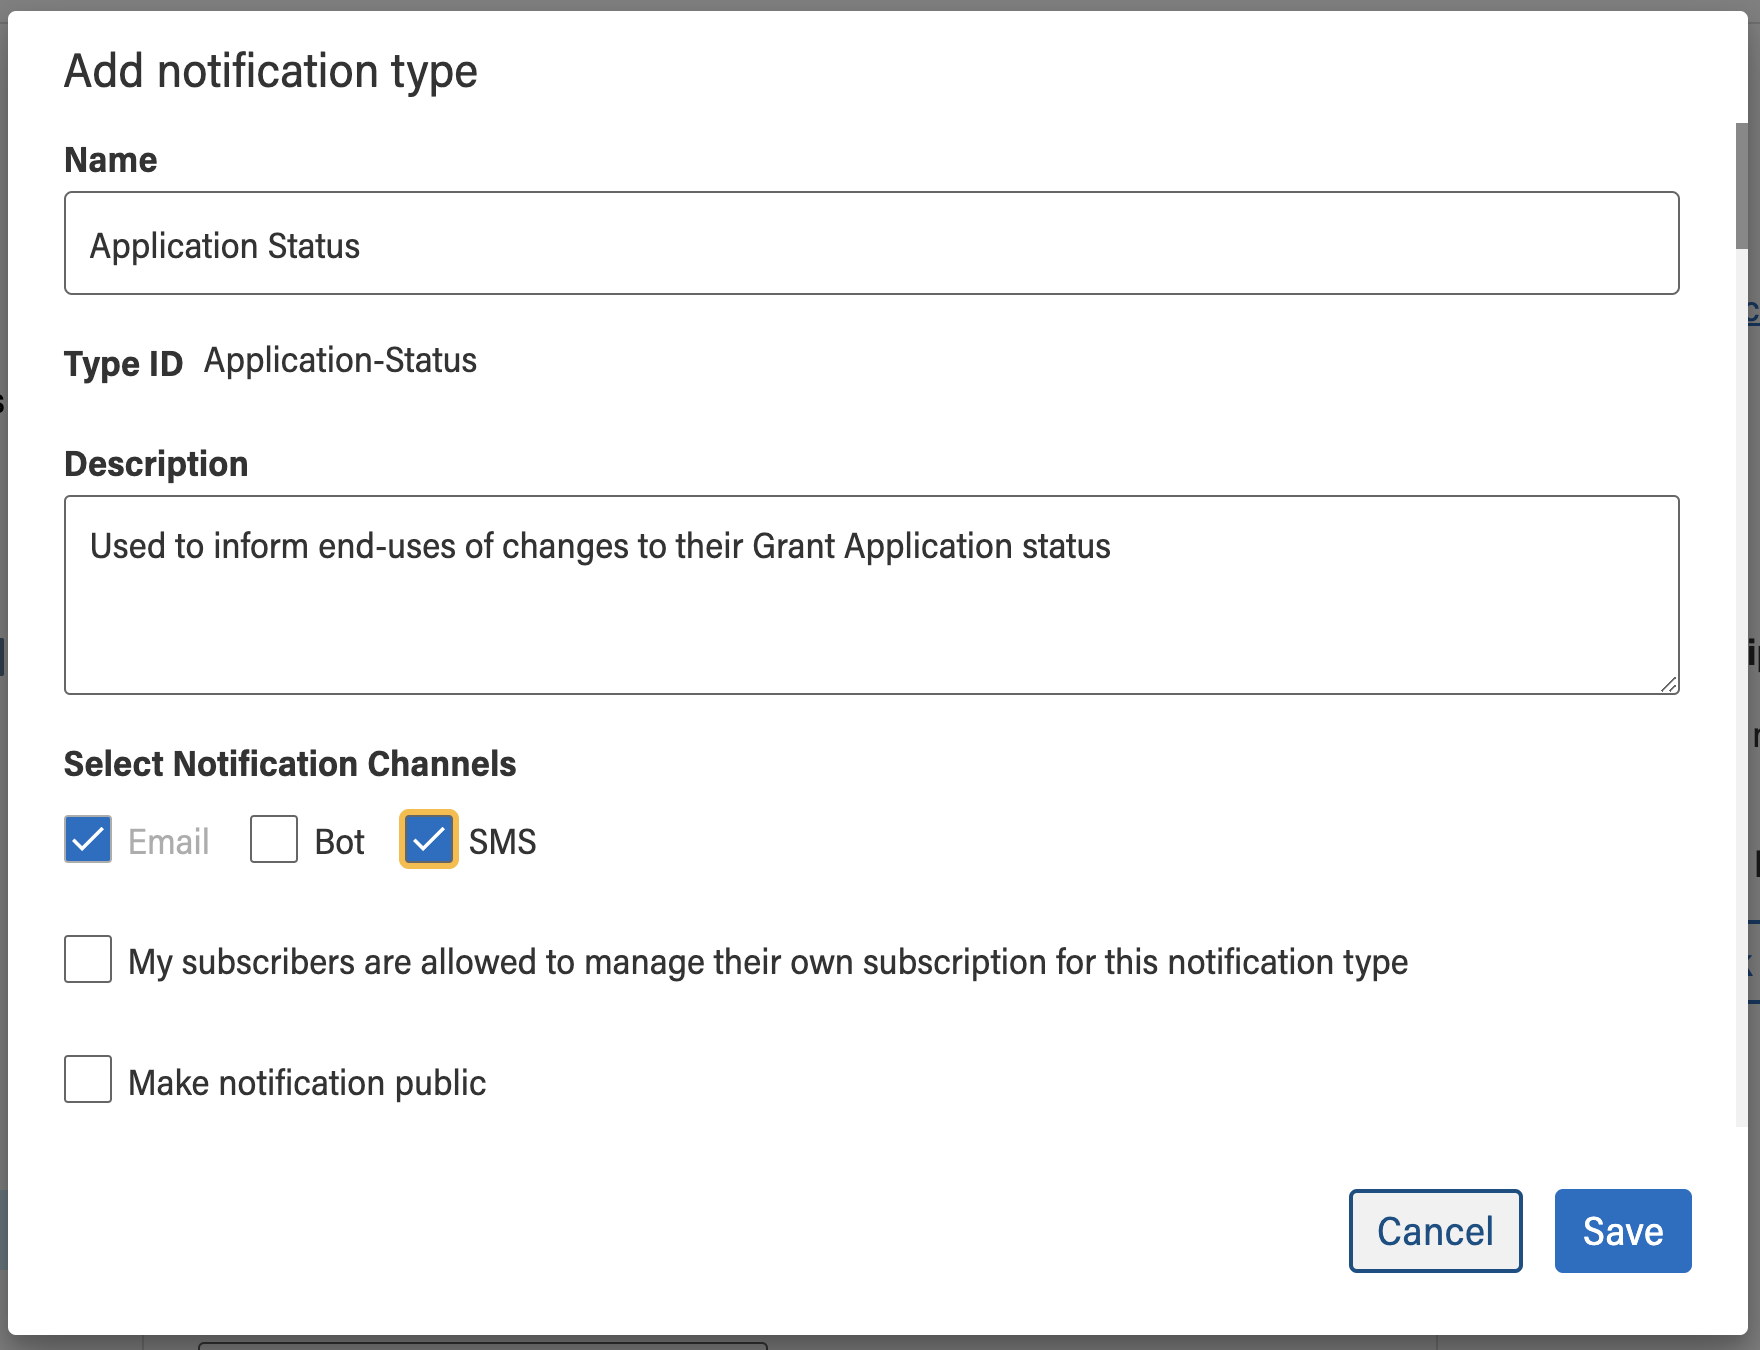 Add notification type
Name
Application Status
Type ID Application-Status
Description
Used to inform end-uses of changes to their Grant Application status
Select Notification Channels
Email Bot SMS
My subscribers are allowed to manage their own subscription for this notification type
Make notification public
Cancel Save